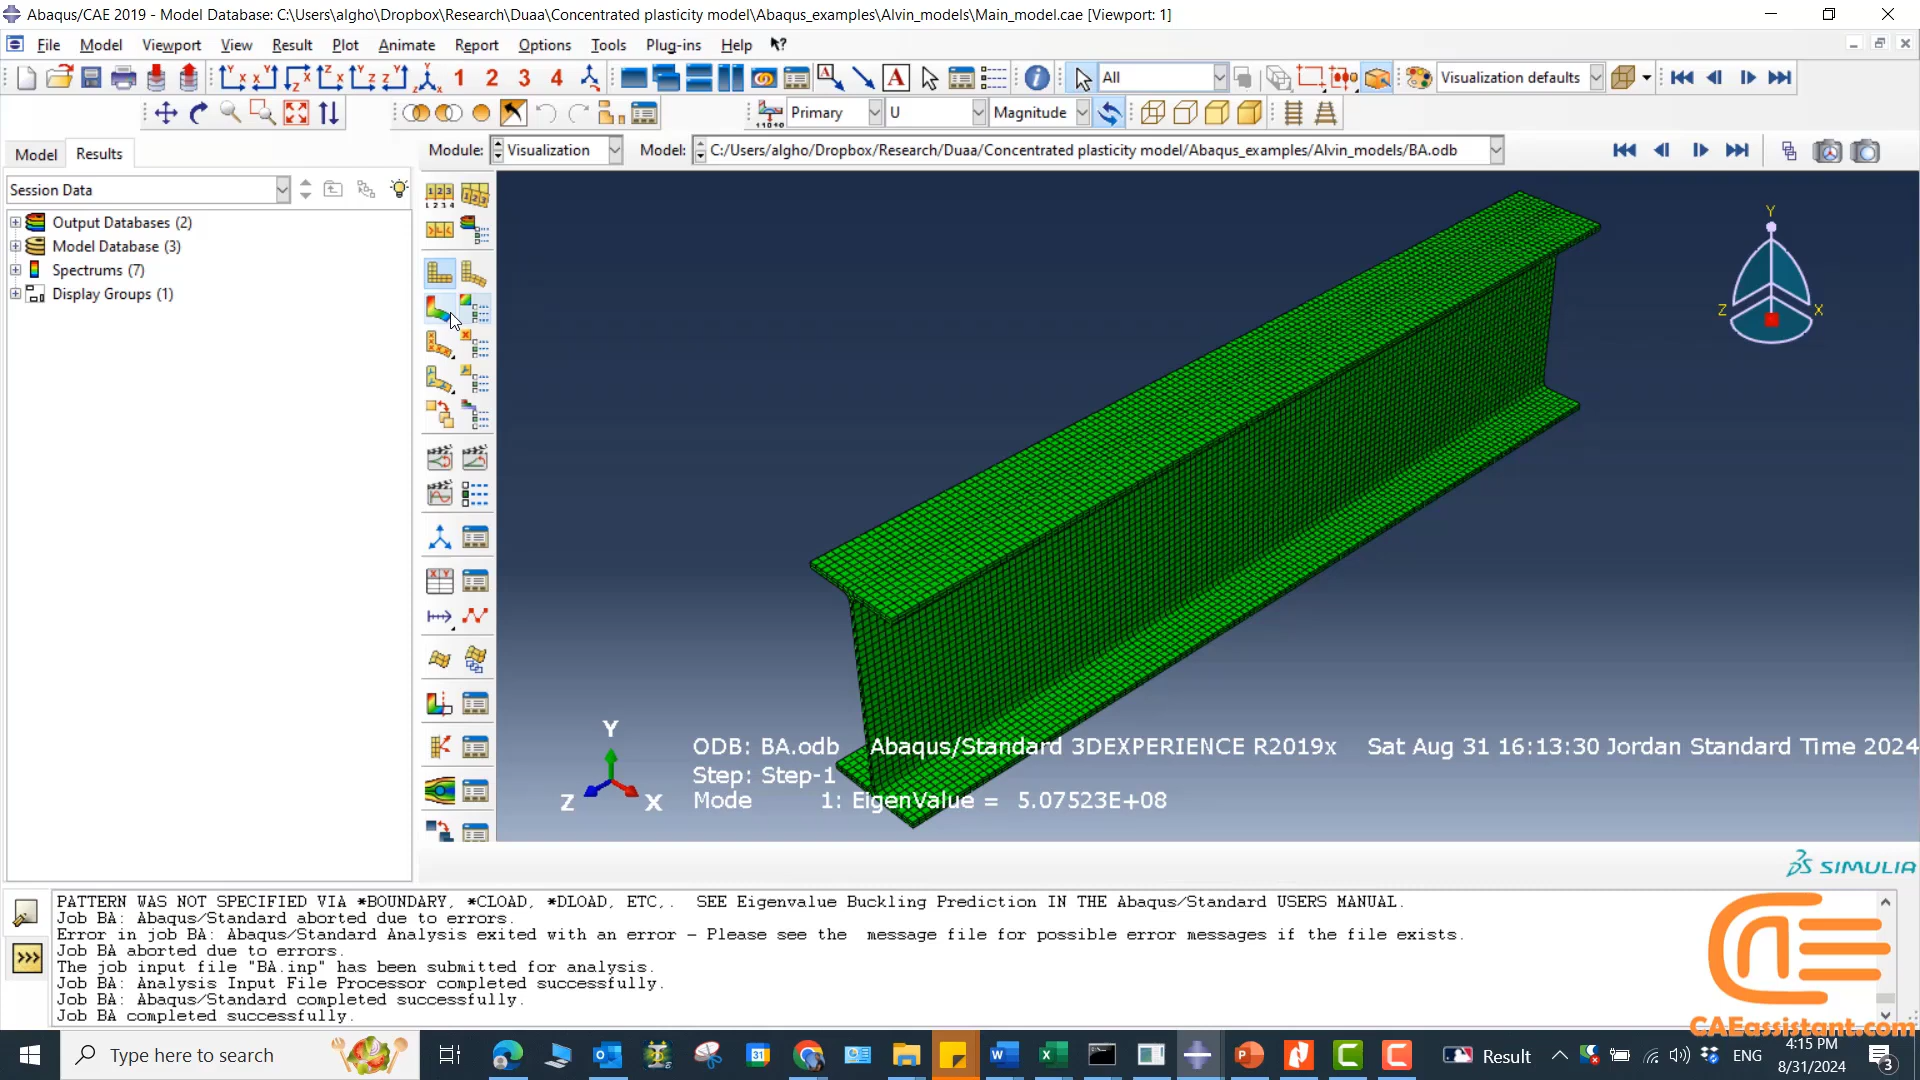 Abaqus/CAE 2019 - Model Database: C:\Users\algho\Dropbox\Research\Duaa\Concentrated plasticity model\Abaqus_examples\Alvin_models\Main_model.cae [Viewport: 1]
File Model Viewport View Result Plot Animate Report Options Tools Plug-ins Help
1 2 3 4 All Visualization defaults
Primary U Magnitude
Model Results Module: Visualization Model: C:/Users/algho/Dropbox/Research/Duaa/Concentrated plasticity model/Abaqus_examples/Alvin_models/BA.odb
Session Data
Output Databases (2)
Model Database (3)
Spectrums (7)
Display Groups (1)
Y
Z X
Y
Z X
ODB: BA.odb Abaqus/Standard 3DEXPERIENCE R2019x Sat Aug 31 16:13:30 Jordan Standard Time 2024
Step: Step-1
Mode 1: EigenValue = 5.07523E+08
SIMULIA
PATTERN WAS NOT SPECIFIED VIA *BOUNDARY, *CLOAD, *DLOAD, ETC,. SEE Eigenvalue Buckling Prediction IN THE Abaqus/Standard USERS MANUAL.
Job BA: Abaqus/Standard aborted due to errors.
Error in job BA: Abaqus/Standard Analysis exited with an error - Please see the message file for possible error messages if the file exists.
Job BA aborted due to errors.
The job input file "BA.inp" has been submitted for analysis.
Job BA: Analysis Input File Processor completed successfully.
Job BA: Abaqus/Standard completed successfully.
Job BA completed successfully.
CAEassistant.com
Type here to search
Result
ENG
4:15 PM
8/31/2024
3